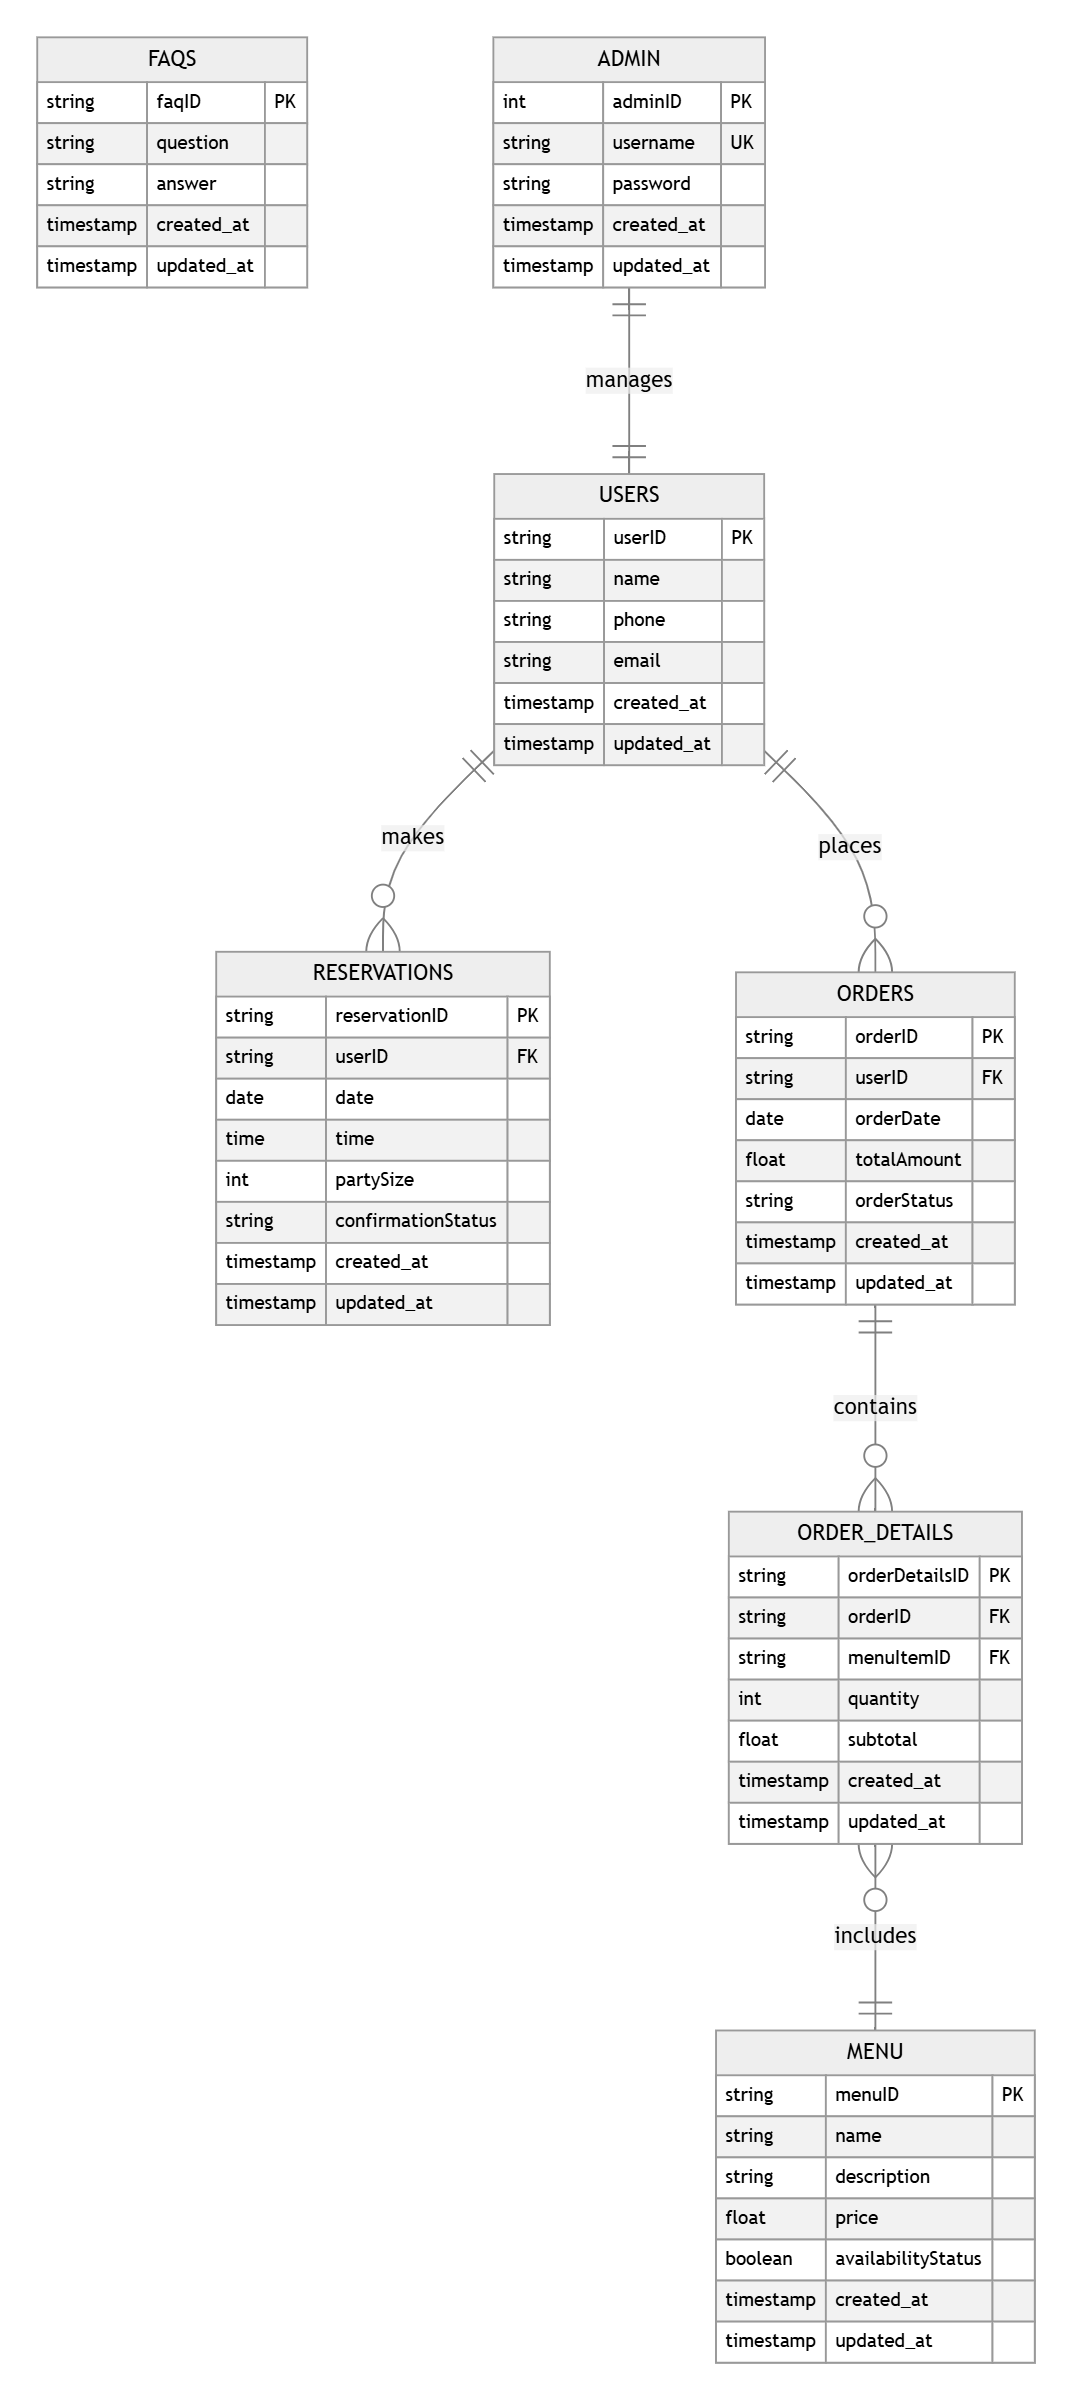 FAQS
string faqID PK
string question
string answer
timestamp created_at
timestamp updated_at
ADMIN
int adminID PK
string username UK
string password
timestamp created_at
timestamp updated_at
manages
USERS
string userID PK
string name
string phone
string email
timestamp created_at
timestamp updated_at
makes
places
RESERVATIONS
string reservationID PK
string userID FK
date date
time time
int partySize
string confirmationStatus
timestamp created_at
timestamp updated_at
ORDERS
string orderID PK
string userID FK
date orderDate
float totalAmount
string orderStatus
timestamp created_at
timestamp updated_at
contains
ORDER_DETAILS
string orderDetailsID PK
string orderID FK
string menuItemID FK
int quantity
float subtotal
timestamp created_at
timestamp updated_at
includes
MENU
string menuID PK
string name
string description
float price
boolean availabilityStatus
timestamp created_at
timestamp updated_at